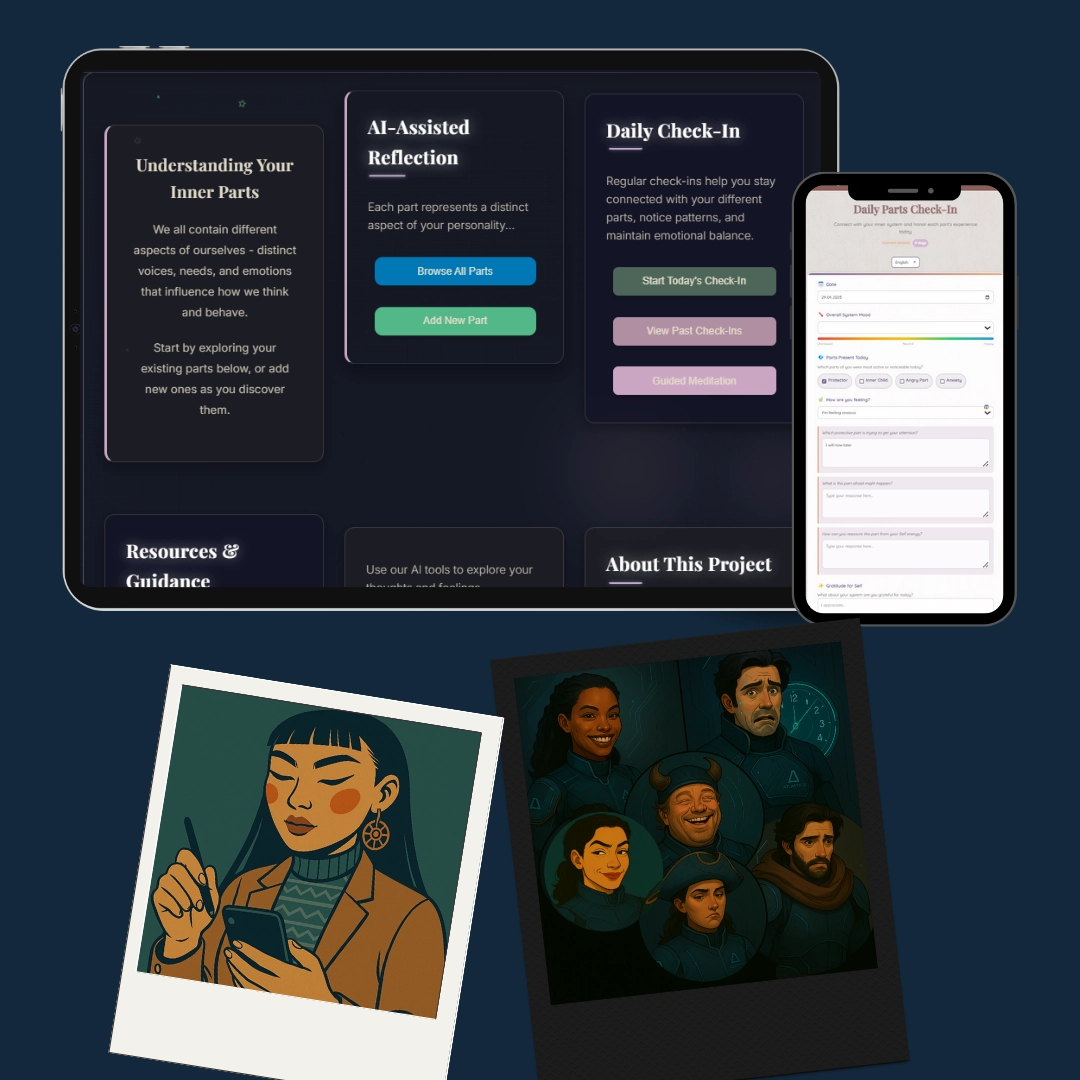 Understanding Your
Inner Parts
We all contain different
aspects of ourselves - distinct
voices, needs, and emotions
that influence how we think
and behave.
Start by exploring your
existing parts below, or add
new ones as you discover
them.
AI-Assisted
Reflection
Each part represents a distinct
aspect of your personality...
Browse All Parts
Add New Part
Daily Check-In
Regular check-ins help you stay
connected with your different
parts, notice patterns, and
maintain emotional balance.
Start Today's Check-In
View Past Check-Ins
Guided Meditation
Resources &
Guidance
Use our AI tools to explore your
thoughts and feelings
About This Project
Daily Parts Check-In
Connect with your inner system and honor each part's experience
today
English
Date
Overall System Mood
Neutral
Parts Present Today
Which parts of you were most active or noticeable today?
Protector
Inner Child
Angry Part
Anxiety
How are you feeling?
I'm feeling anxious
Which protective part is trying to get your attention?
I will now listen
What is this part afraid might happen?
Type your response here...
How can you reassure this part from your Self energy?
Type your response here...
Gratitude for Self
What about your system are you grateful for today?
I appreciate...
12
1
2
3
4